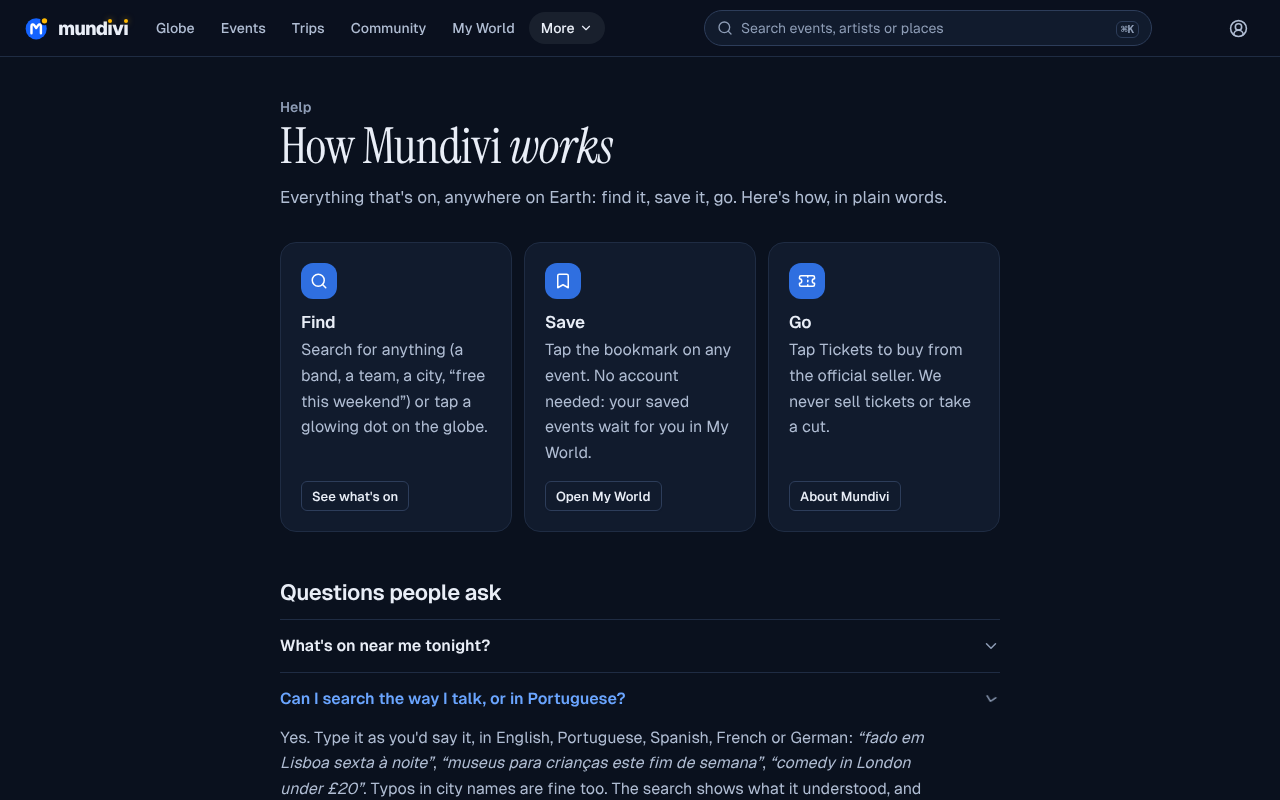 mundivi
Globe
Events
Trips
Community
My World
More
Search events, artists or places
⌘K
Help
How Mundivi works
Everything that's on, anywhere on Earth: find it, save it, go. Here's how, in plain words.
Find
Search for anything (a
band, a team, a city, “free
this weekend”) or tap a
glowing dot on the globe.
See what's on
Save
Tap the bookmark on any
event. No account
needed: your saved
events wait for you in My
World.
Open My World
Go
Tap Tickets to buy from
the official seller. We
never sell tickets or take
a cut.
About Mundivi
Questions people ask
What's on near me tonight?
Can I search the way I talk, or in Portuguese?
Yes. Type it as you'd say it, in English, Portuguese, Spanish, French or German: “fado em
Lisboa sexta à noite”, “museus para crianças este fim de semana”, “comedy in London
under £20”. Typos in city names are fine too. The search shows what it understood, and